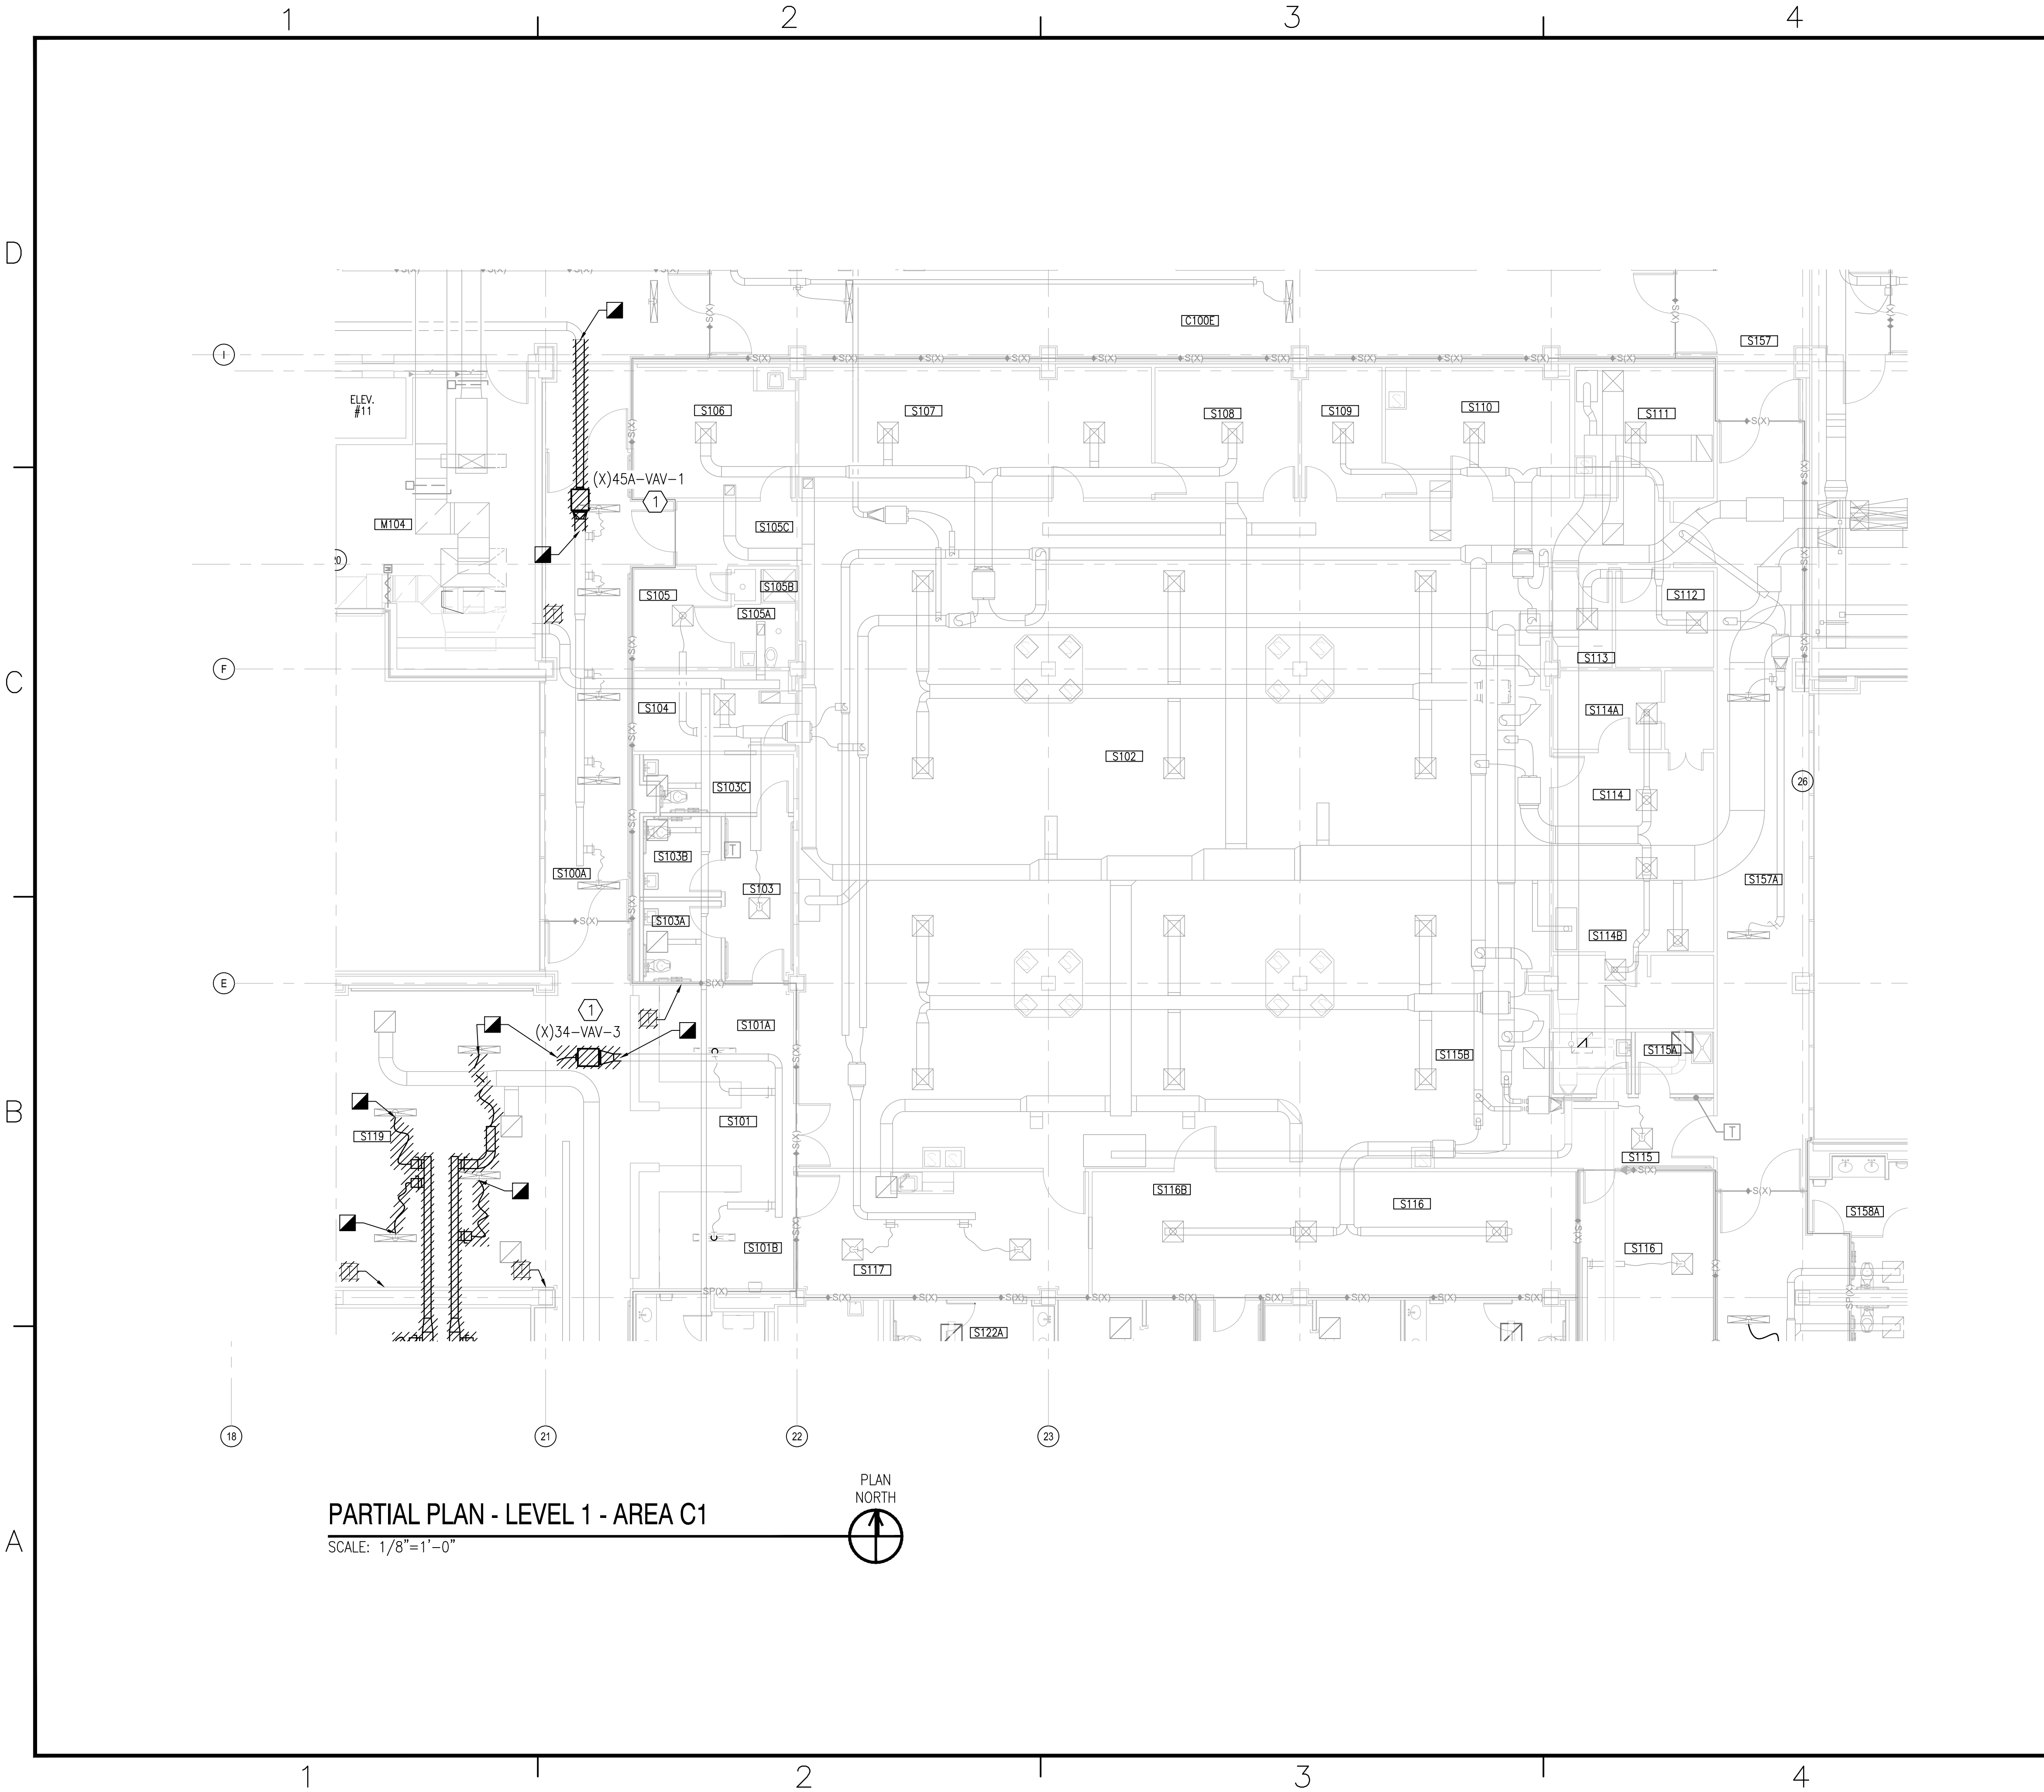 1
2
3
4
D
C
B
A
S(X)
S(X)
S(X)
S(X)
S(X)
C100E
S157
I
S(X)
S(X)
S(X)
S(X)
S(X)
S(X)
S(X)
S(X)
S(X)
S(X)
S(X)
S(X)
ELEV.
#11
S106
S107
S108
S109
S110
S111
S(X)
S(X)
S(X)
(X)45A-VAV-1
1
M104
S105C
20
S(X)
S105
S105B
S105A
S112
S(X)
S(X)
F
S113
S104
S114A
S(X)
S102
S103C
S114
26
S(X)
S103B
T
S100A
S103
S157A
S(X)
S(X)
S103A
S114B
E
S(X)
1
(X)34-VAV-3
S101A
S(X)
S115B
S115A
S119
S101
S(X)
T
S115
S(X)
S116B
S116
S(X)
S158A
S(X)
S101B
S(X)
S116
S(X)
S117
SP(X)
SP(X)
S(X)
S(X)
S(X)
S(X)
S(X)
S(X)
S(X)
S(X)
S(X)
S122A
18
21
22
23
PARTIAL PLAN - LEVEL 1 - AREA C1
SCALE: 1/8"=1'-0"
PLAN
NORTH
1
2
3
4